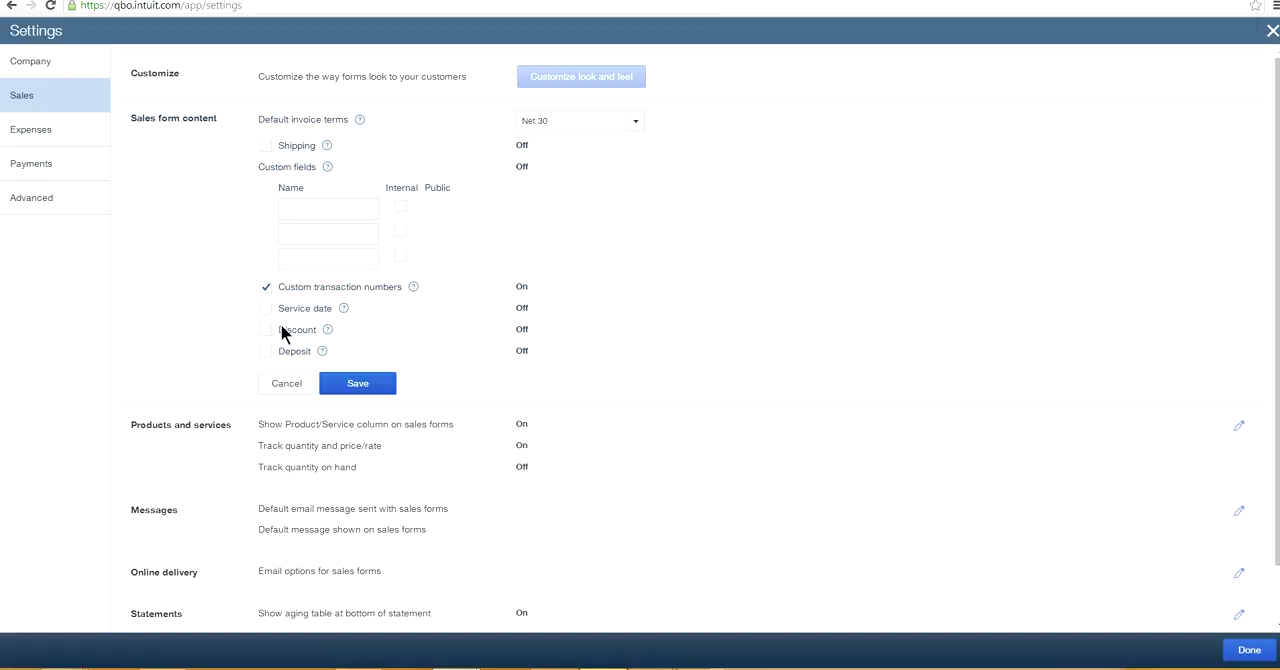 https://qbo.intuit.com/app/settings
Settings
Company
Sales
Expenses
Payments
Advanced
Customize
Customize the way forms look to your customers
Customize look and feel
Sales form content
Default invoice terms ?
Net 30
Shipping ? Off
Custom fields ? Off
Name Internal Public
Custom transaction numbers ? On
Service date ? Off
Discount ? Off
Deposit ? Off
Cancel Save
Products and services
Show Product/Service column on sales forms On
Track quantity and price/rate On
Track quantity on hand Off
Messages
Default email message sent with sales forms
Default message shown on sales forms
Online delivery
Email options for sales forms
Statements
Show aging table at bottom of statement On
Done